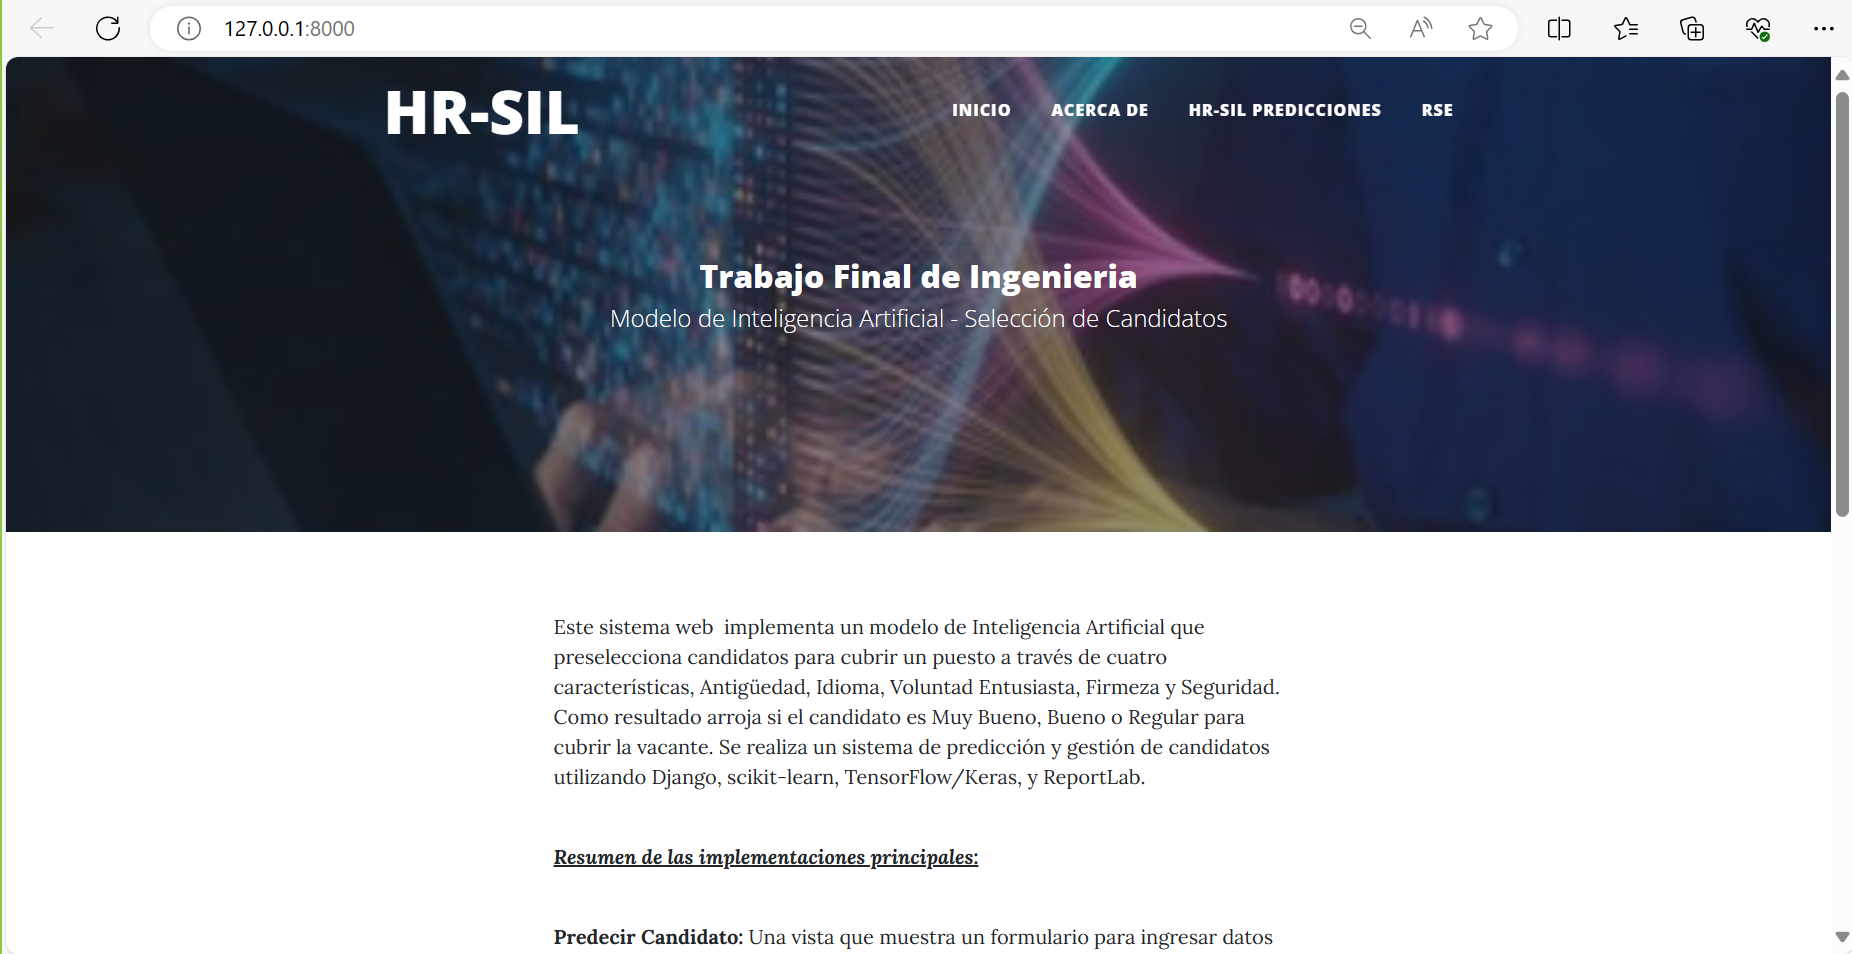 127.0.0.1:8000
HR-SIL
INICIO ACERCA DE HR-SIL PREDICCIONES RSE
Trabajo Final de Ingenieria
Modelo de Inteligencia Artificial - Selección de Candidatos
Este sistema web  implementa un modelo de Inteligencia Artificial que
preselecciona candidatos para cubrir un puesto a través de cuatro
características, Antigüedad, Idioma, Voluntad Entusiasta, Firmeza y Seguridad.
Como resultado arroja si el candidato es Muy Bueno, Bueno o Regular para
cubrir la vacante. Se realiza un sistema de predicción y gestión de candidatos
utilizando Django, scikit-learn, TensorFlow/Keras, y ReportLab.
Resumen de las implementaciones principales:
Predecir Candidato: Una vista que muestra un formulario para ingresar datos